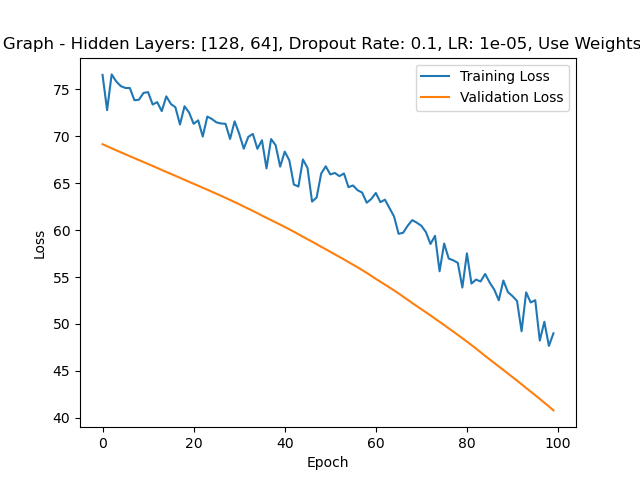 Graph - Hidden Layers: [128, 64], Dropout Rate: 0.1, LR: 1e-05, Use Weights
Training Loss
Validation Loss
75
70
65
60
55
50
45
40
Loss
0 20 40 60 80 100
Epoch